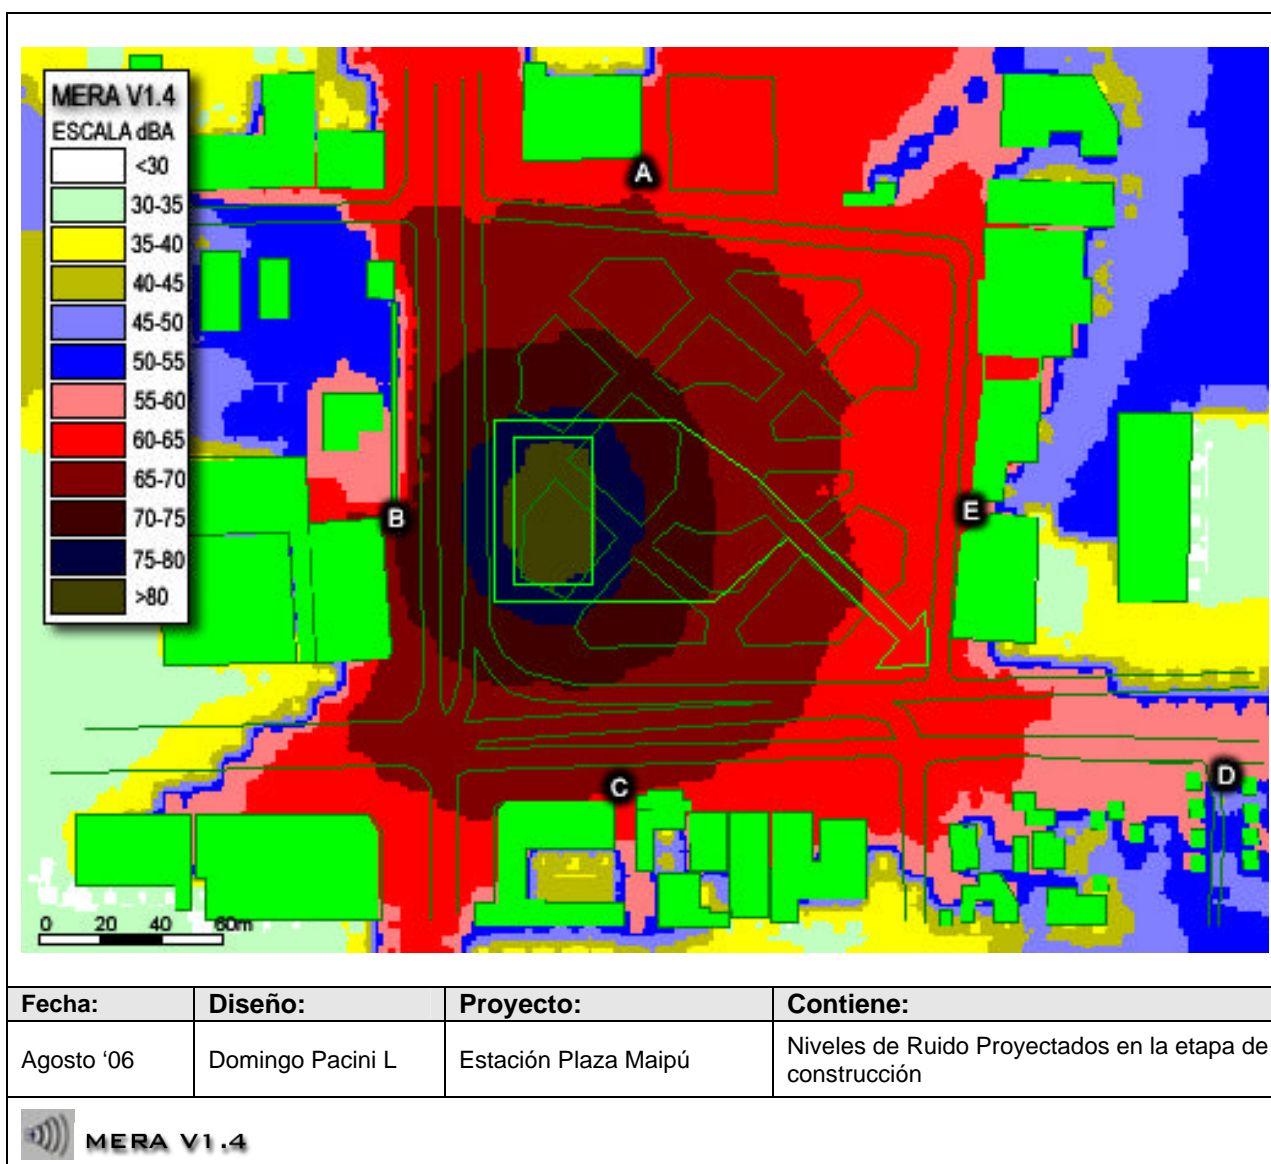 MERA V1.4
ESCALA dBA
<30
30-35
35-40
40-45
45-50
50-55
55-60
60-65
65-70
70-75
75-80
>80
A
B
E
C
D
0 20 40 60m
Fecha: Diseño: Proyecto: Contiene:
Agosto ‘06 Domingo Pacini L Estación Plaza Maipú Niveles de Ruido Proyectados en la etapa de
construcción
MERA V1.4